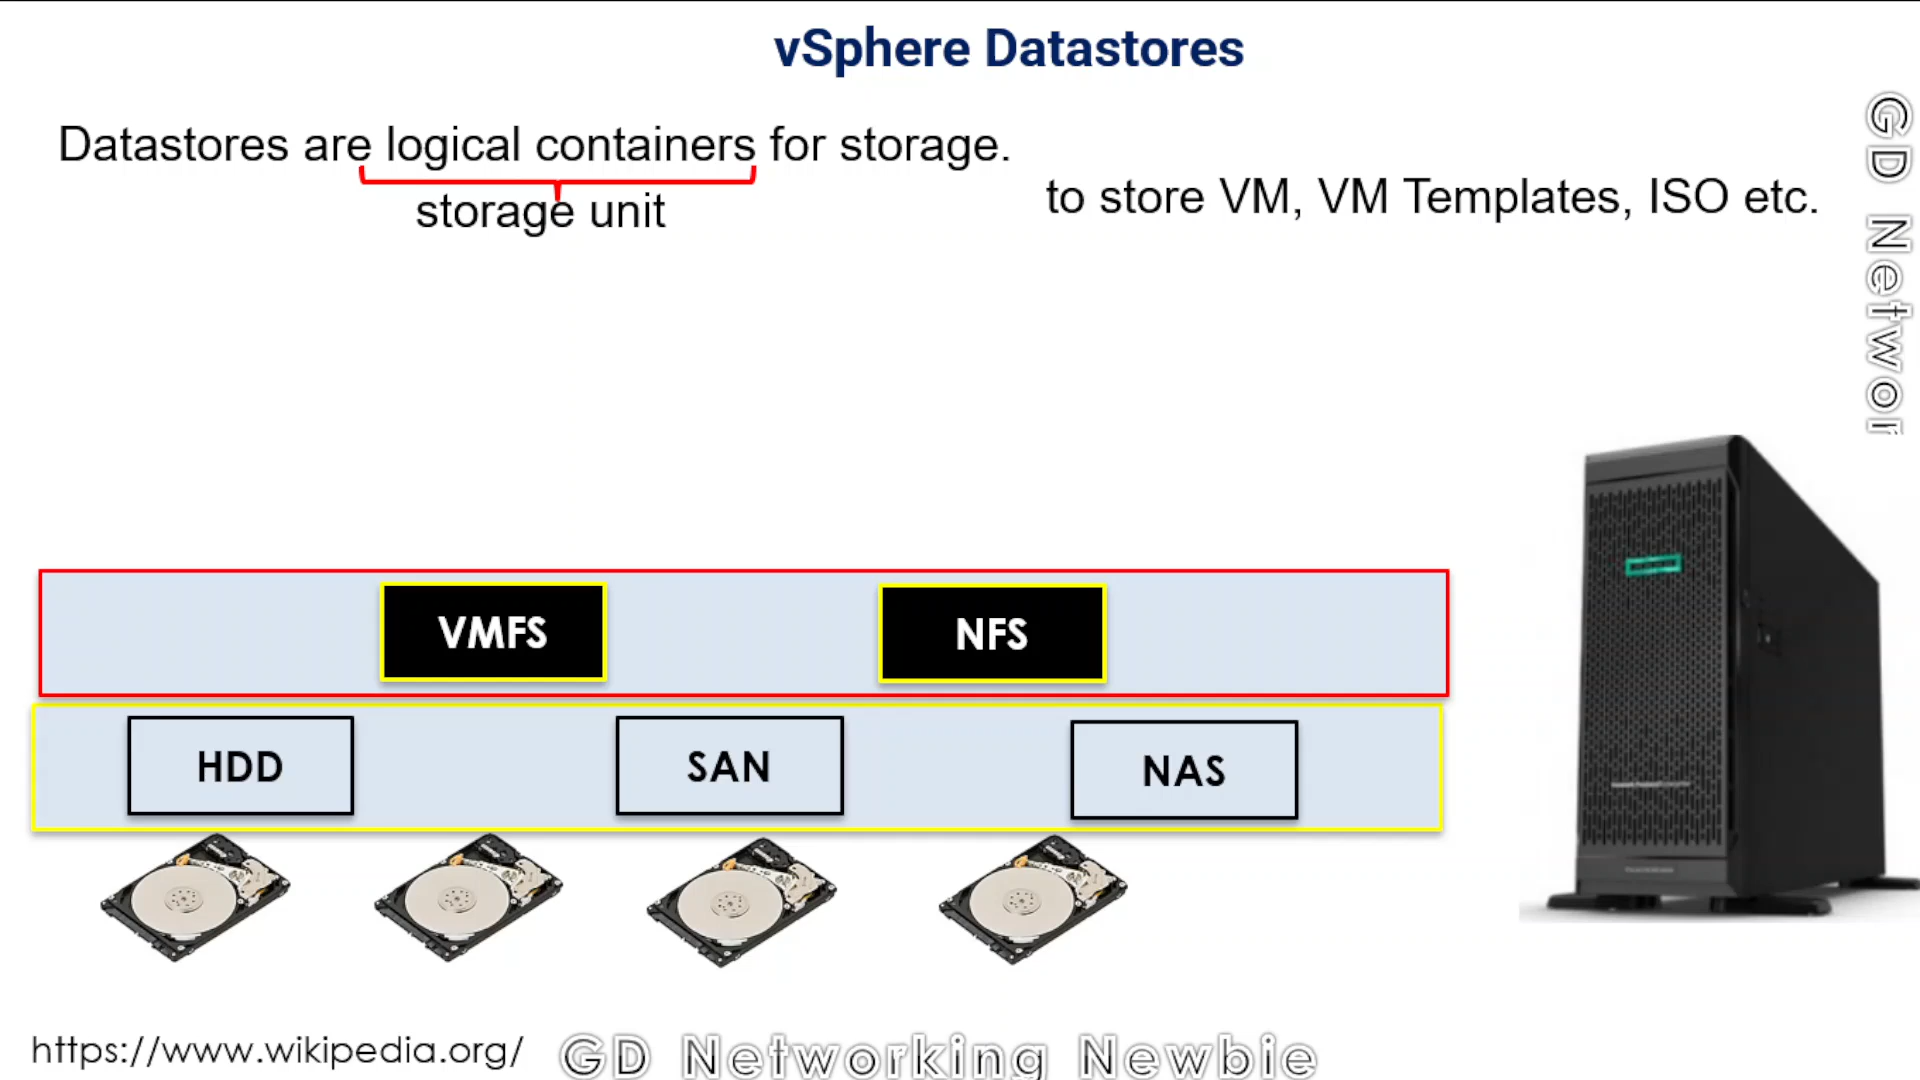 vSphere Datastores
Datastores are logical containers for storage.
storage unit
to store VM, VM Templates, ISO etc.
GD Networ
VMFS
NFS
HDD
SAN
NAS
https://www.wikipedia.org/
GD Networking Newbie